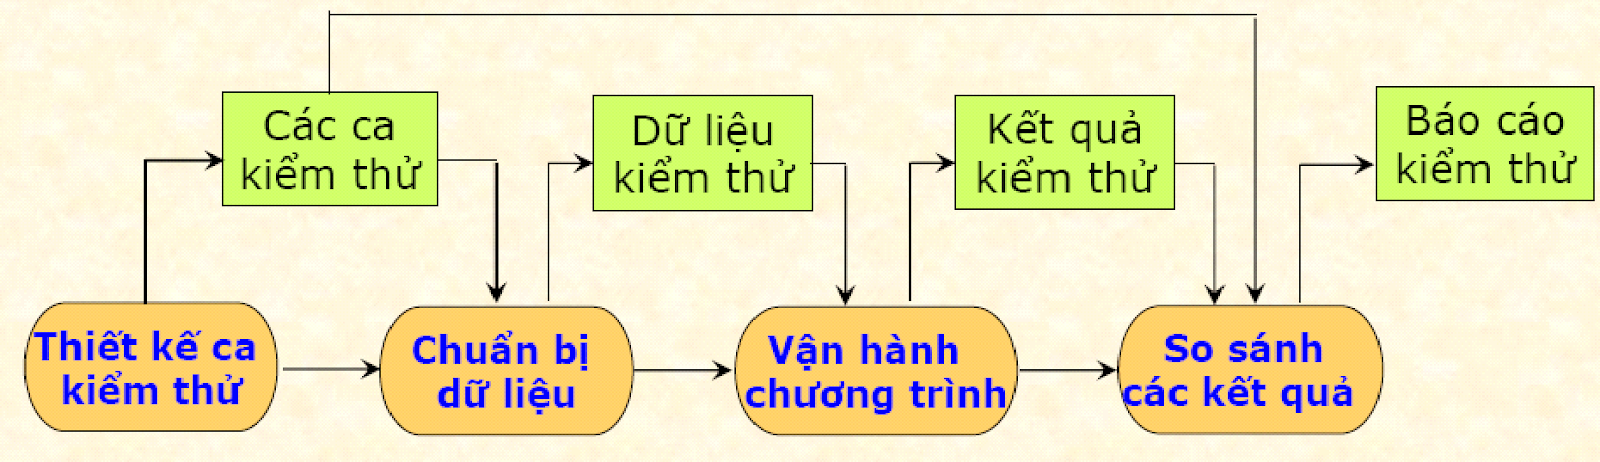 Các ca
kiểm thử
Dữ liệu
kiểm thử
Kết quả
kiểm thử
Báo cáo
kiểm thử
Thiết kế ca
kiểm thử
Chuẩn bị
dữ liệu
Vận hành
chương trình
So sánh
các kết quả